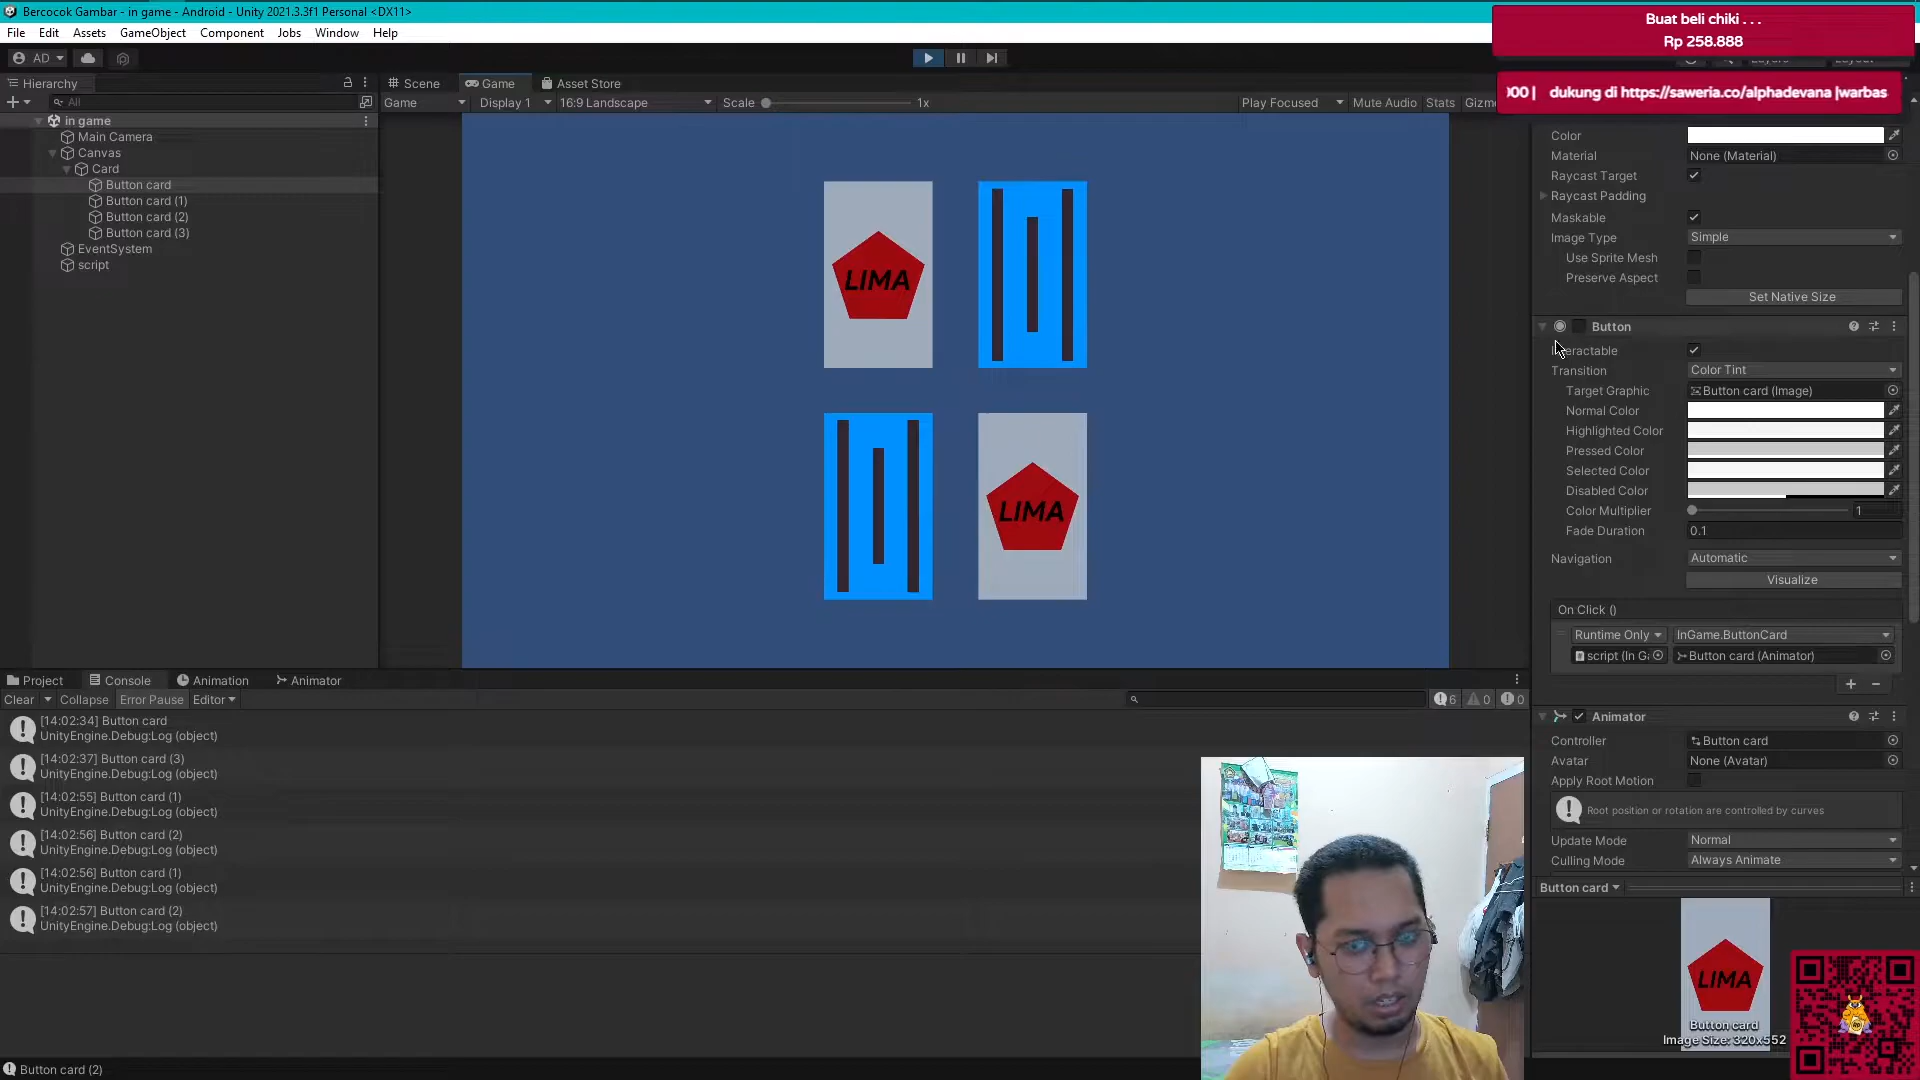 Bercocok Gambar - in game - Android - Unity 2021.3.3f1 Personal <DX11>
File Edit Assets GameObject Component Jobs Window Help
Buat beli chiki . . .
Rp 258.888
AD
Hierarchy
Scene Game Asset Store
000 | dukung di https://saweria.co/alphadevana |warbas
All
Game Display 1 16:9 Landscape Scale 1x Play Focused Mute Audio Stats Gizm
in game
Main Camera
Canvas
Card
Button card
Button card (1)
Button card (2)
Button card (3)
EventSystem
script
LIMA
LIMA
Color
Material None (Material)
Raycast Target
Raycast Padding
Maskable
Image Type Simple
Use Sprite Mesh
Preserve Aspect
Set Native Size
Button
Interactable
Transition Color Tint
Target Graphic Button card (Image)
Normal Color
Highlighted Color
Pressed Color
Selected Color
Disabled Color
Color Multiplier 1
Fade Duration 0.1
Navigation Automatic
Visualize
On Click ()
Runtime Only InGame.ButtonCard
script (In Ga Button card (Animator)
+ -
Animator
Controller Button card
Avatar None (Avatar)
Apply Root Motion
Root position or rotation are controlled by curves
Update Mode Normal
Culling Mode Always Animate
Button card
LIMA
Button card
Image Size: 320x552
Project Console Animation Animator
Clear Collapse Error Pause Editor
6 0 0
[14:02:34] Button card
UnityEngine.Debug:Log (object)
[14:02:37] Button card (3)
UnityEngine.Debug:Log (object)
[14:02:55] Button card (1)
UnityEngine.Debug:Log (object)
[14:02:56] Button card (2)
UnityEngine.Debug:Log (object)
[14:02:56] Button card (1)
UnityEngine.Debug:Log (object)
[14:02:57] Button card (2)
UnityEngine.Debug:Log (object)
Button card (2)